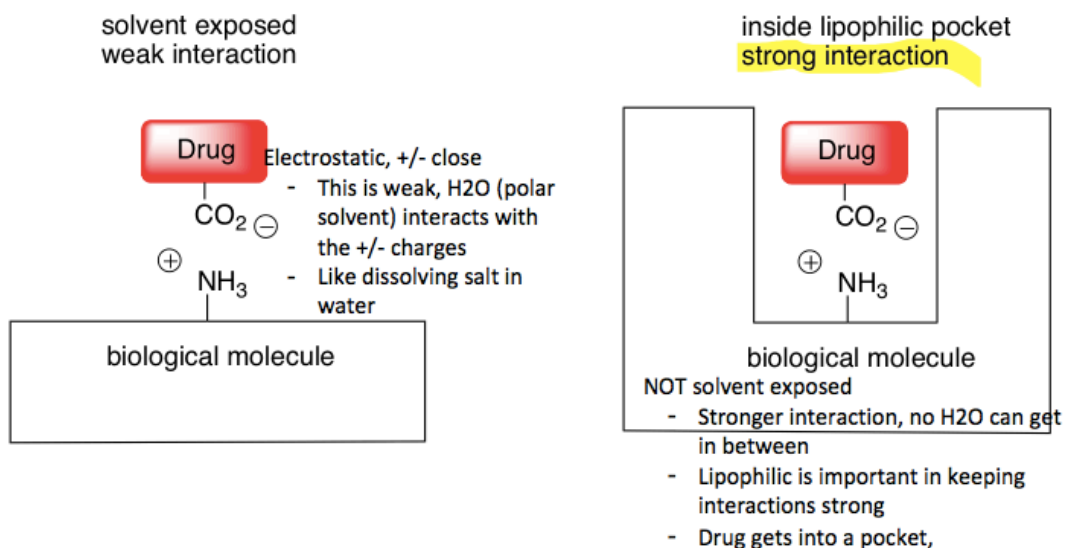 solvent exposed
weak interaction
Drug
Electrostatic, +/- close
- This is weak, H2O (polar
solvent) interacts with
the +/- charges
- Like dissolving salt in
water
CO2 ⊖
⊕
NH3
biological molecule
inside lipophilic pocket
strong interaction
Drug
CO2 ⊖
⊕
NH3
biological molecule
NOT solvent exposed
- Stronger interaction, no H2O can get
in between
- Lipophilic is important in keeping
interactions strong
- Drug gets into a pocket,